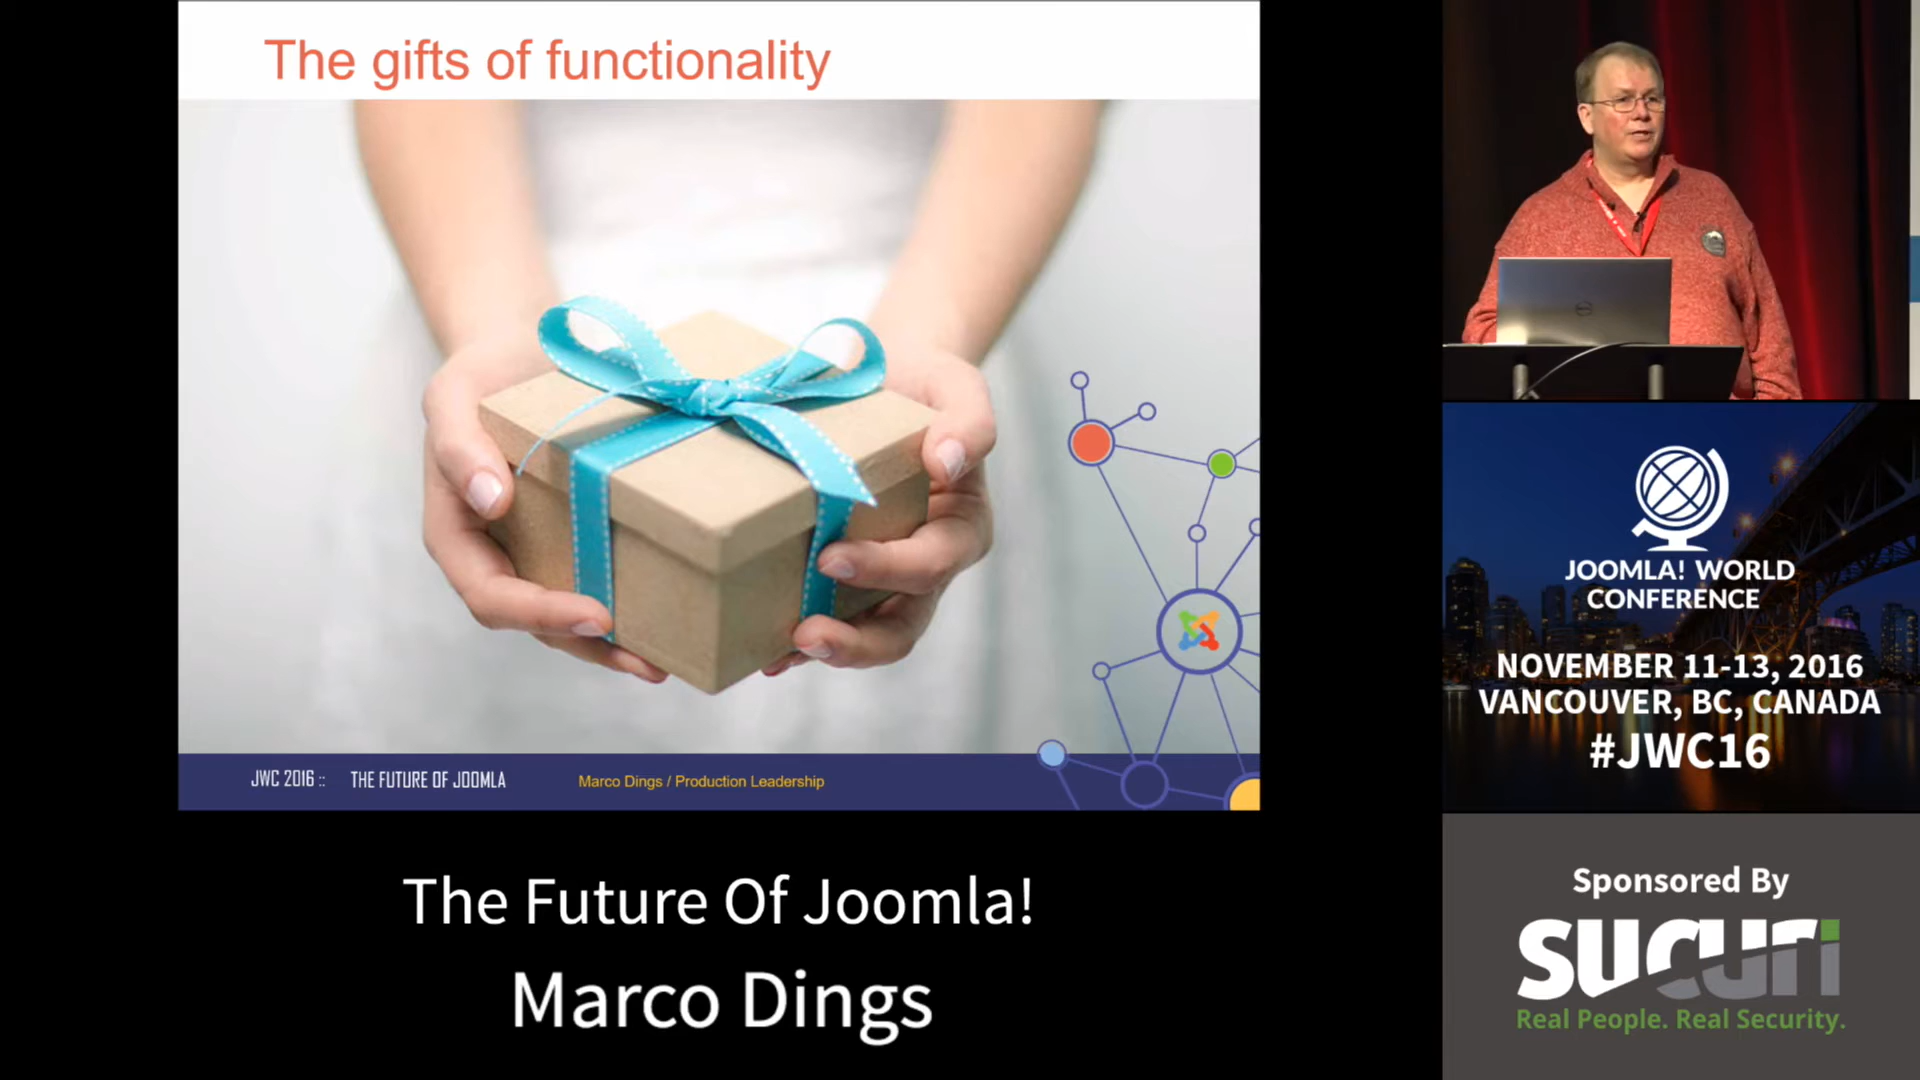 The gifts of functionality
JWC 2016 :: THE FUTURE OF JOOMLA Marco Dings / Production Leadership
The Future Of Joomla!
Marco Dings
JOOMLA! WORLD
CONFERENCE
NOVEMBER 11-13, 2016
VANCOUVER, BC, CANADA
#JWC16
Sponsored By
SUCURI
Real People. Real Security.